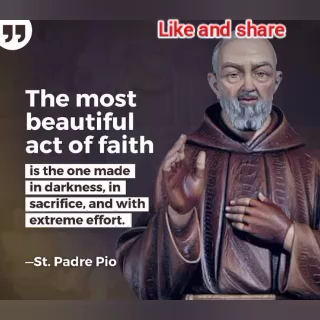 Like and share
The most
beautiful
act of faith
is the one made
in darkness, in
sacrifice, and with
extreme effort.
—St. Padre Pio